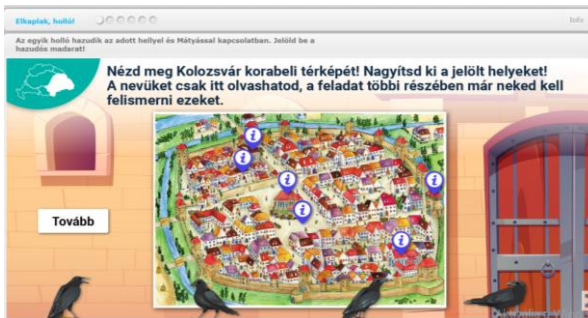 Elkaplak, holló!
Info
Az egyik holló hazudik az adott hellyel és Mátyással kapcsolatban. Jelöld be a
hazudós madarat!
Nézd meg Kolozsvár korabeli térképét! Nagyítsd ki a jelölt helyeket!
A nevüket csak itt olvashatod, a feladat többi részében már neked kell
felismerni ezeket.
Tovább